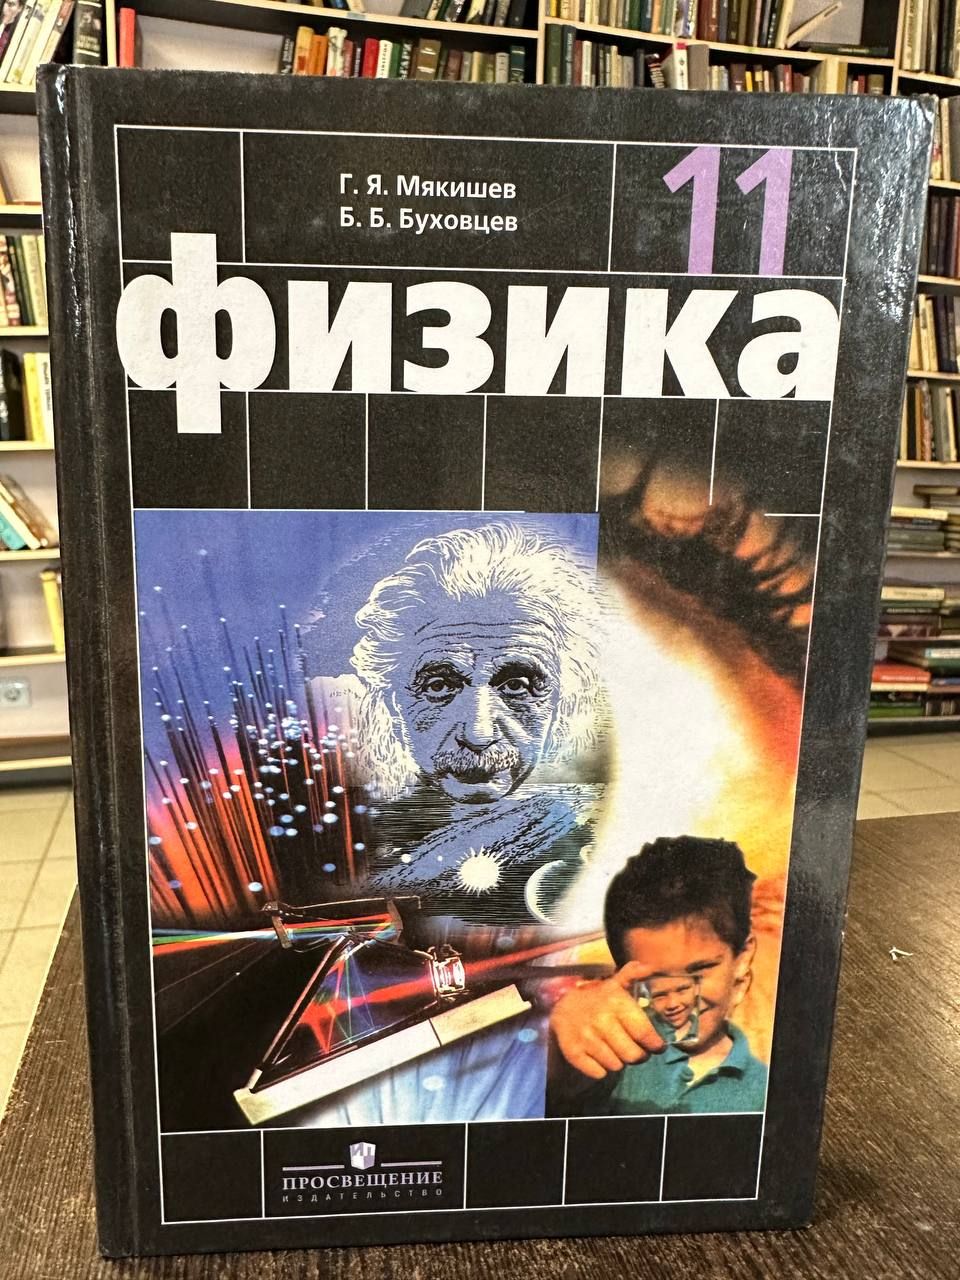 Г. Я. Мякишев
Б. Б. Буховцев
11
физика
ПРОСВЕЩЕНИЕ
ИЗДАТЕЛЬСТВО